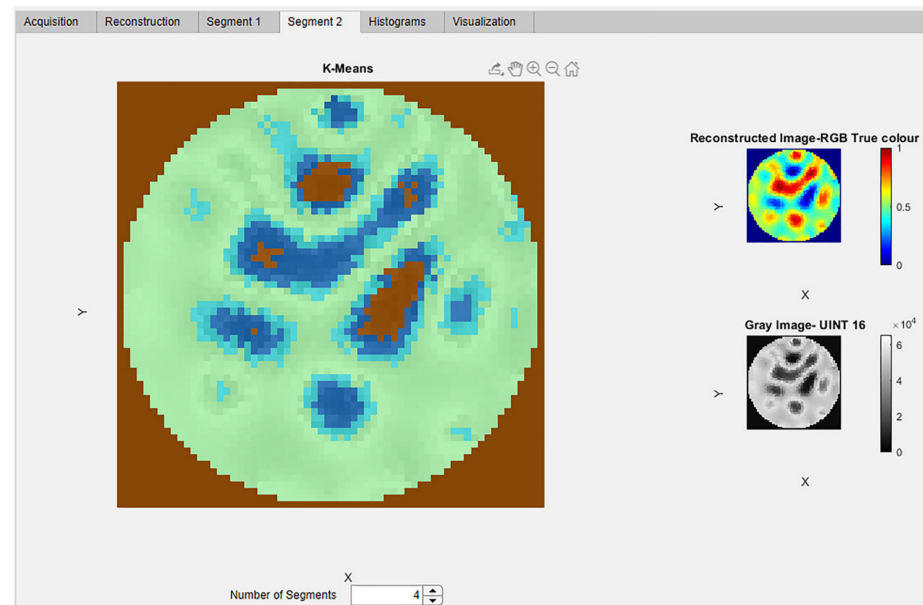 Acquisition Reconstruction Segment 1 Segment 2 Histograms Visualization
K-Means
Y
X
Number of Segments 4
Reconstructed Image-RGB True colour
Y
X
1
0.5
0
Gray Image- UINT 16
Y
X
×10⁴
6
4
2
0